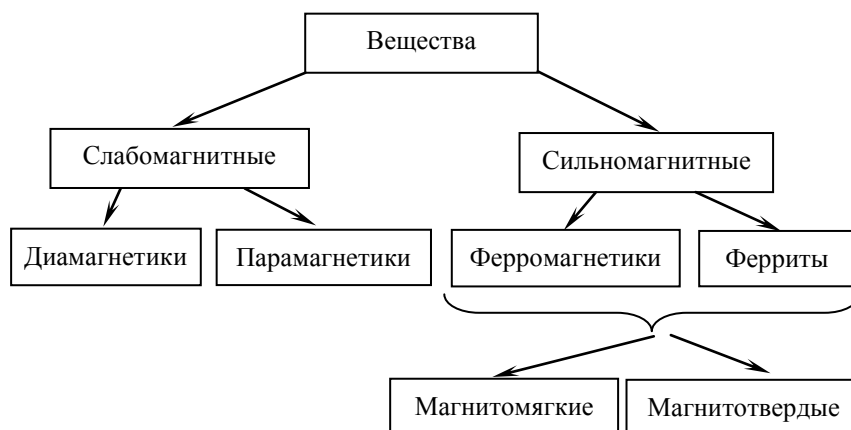 Вещества
Слабомагнитные
Сильномагнитные
Диамагнетики
Парамагнетики
Ферромагнетики
Ферриты
Магнитомягкие
Магнитотвердые